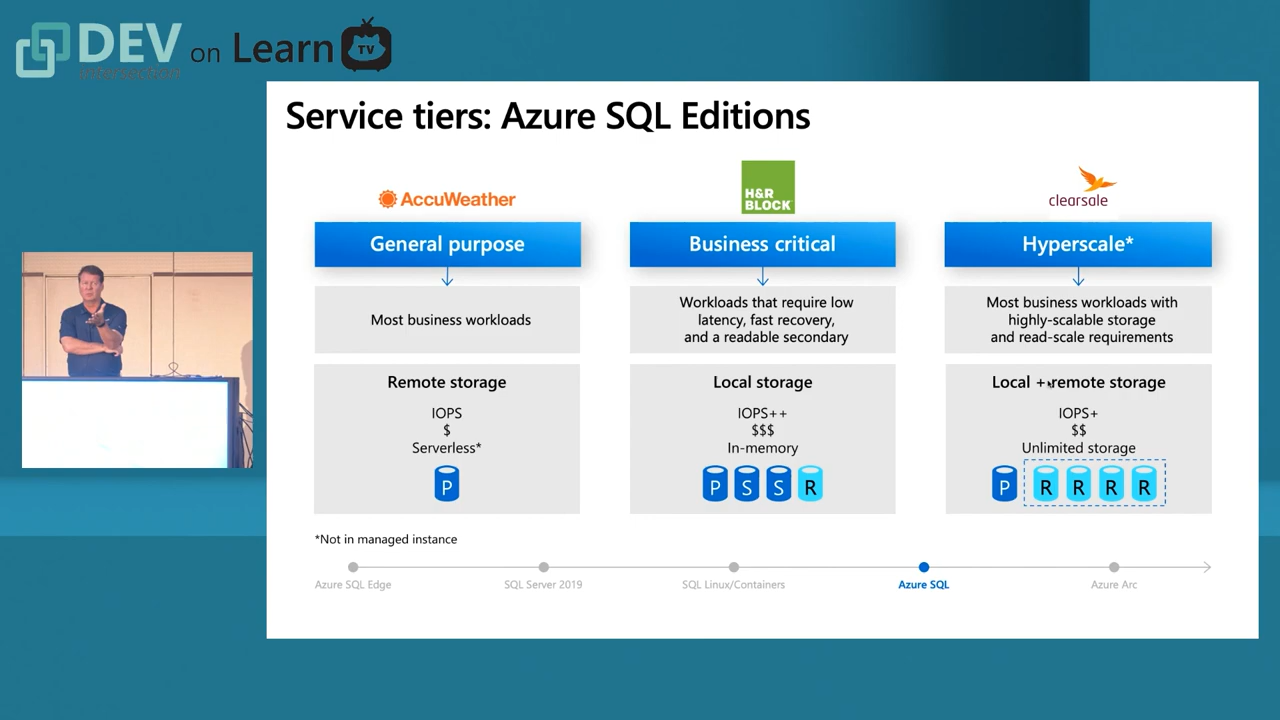 DEV on Learn TV
intersection
Service tiers: Azure SQL Editions
AccuWeather
H&R
BLOCK
clearsale
General purpose
Business critical
Hyperscale*
Most business workloads
Workloads that require low
latency, fast recovery,
and a readable secondary
Most business workloads with
highly-scalable storage
and read-scale requirements
Remote storage
IOPS
$
Serverless*
P
Local storage
IOPS++
$$$
In-memory
P S S R
Local + remote storage
IOPS+
$$
Unlimited storage
P R R R R
*Not in managed instance
Azure SQL Edge
SQL Server 2019
SQL Linux/Containers
Azure SQL
Azure Arc